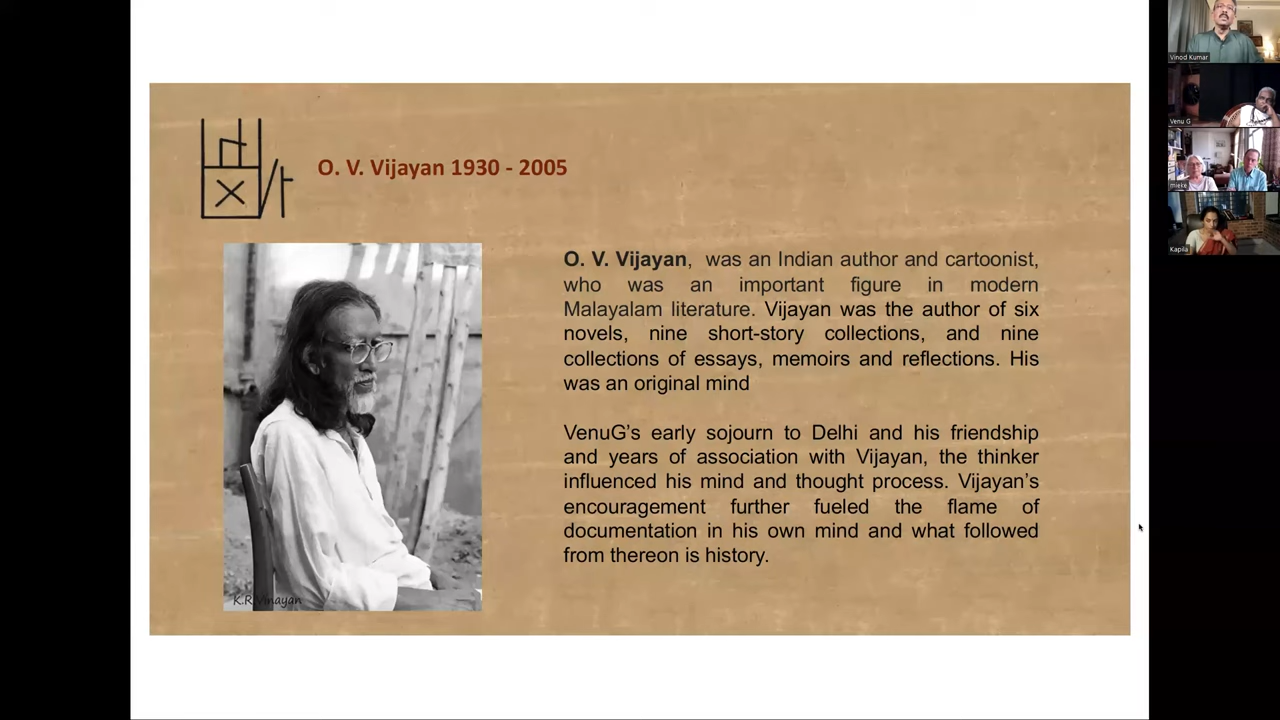 O. V. Vijayan 1930 - 2005
O. V. Vijayan, was an Indian author and cartoonist,
who was an important figure in modern
Malayalam literature. Vijayan was the author of six
novels, nine short-story collections, and nine
collections of essays, memoirs and reflections. His
was an original mind
VenuG's early sojourn to Delhi and his friendship
and years of association with Vijayan, the thinker
influenced his mind and thought process. Vijayan's
encouragement further fueled the flame of
documentation in his own mind and what followed
from thereon is history.
K.R.Vinayan
Vinod Kumar
Venu G
mieke
Kapila